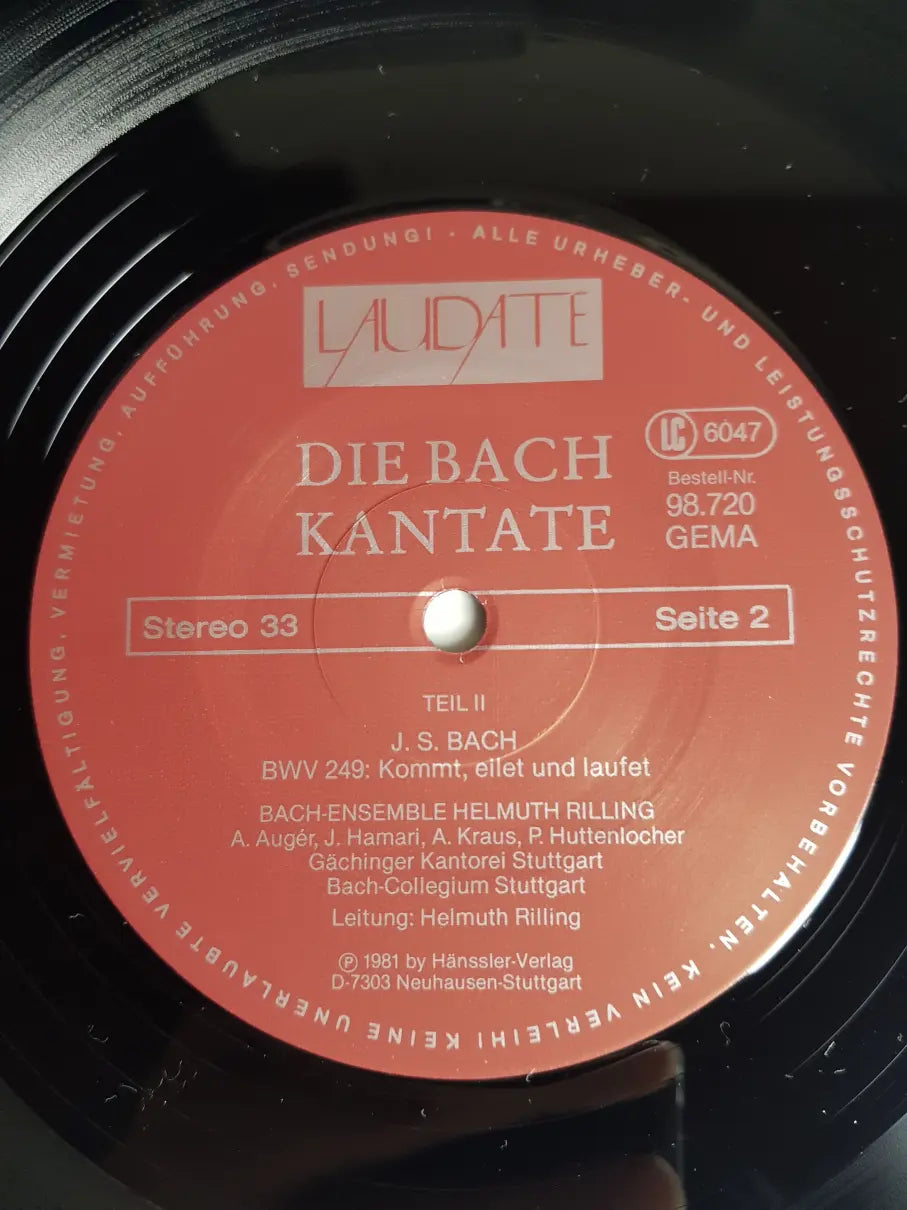 LAUDATE
DIE BACH
KANTATE
LC 6047
Bestell-Nr.
98.720
GEMA
Stereo 33
Seite 2
TEIL II
J. S. BACH
BWV 249: Kommt, eilet und laufet
BACH-ENSEMBLE HELMUTH RILLING
A. Augér, J. Hamari, A. Kraus, P. Huttenlocher
Gächinger Kantorei Stuttgart
Bach-Collegium Stuttgart
Leitung: Helmuth Rilling
℗ 1981 by Hänssler-Verlag
D-7303 Neuhausen-Stuttgart
ALLE URHEBER- UND LEISTUNGSSCHUTZRECHTE VORBEHALTEN. KEIN VERLEIH! KEINE UNERLAUBTE VERVIELFÄLTIGUNG, VERMIETUNG, AUFFÜHRUNG, SENDUNG! ·